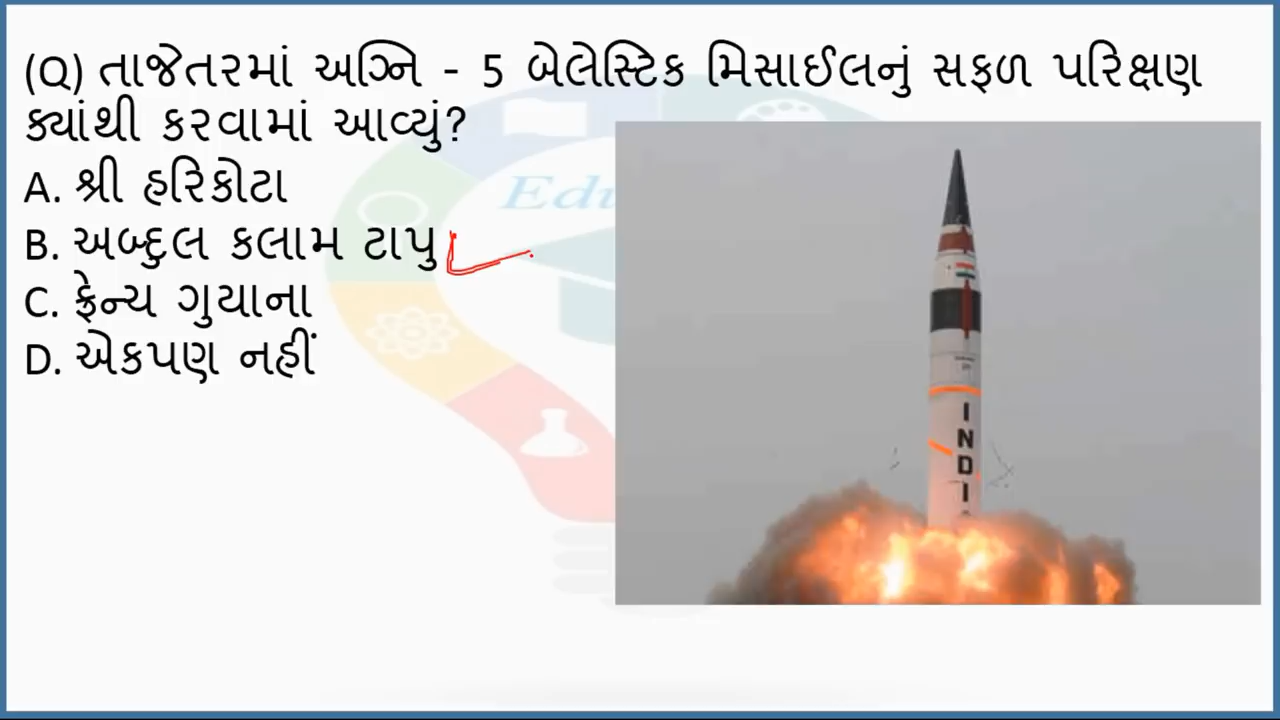 (Q) તાજેતરમાં અગ્નિ - 5 બેલેસ્ટિક મિસાઈલનું સફળ પરિક્ષણ
ક્યાંથી કરવામાં આવ્યું?
A. શ્રી હરિકોટા
B. અબ્દુલ કલામ ટાપુ
C. ફ્રેન્ચ ગુયાના
D. એકપણ નહીં
Edu
INDI